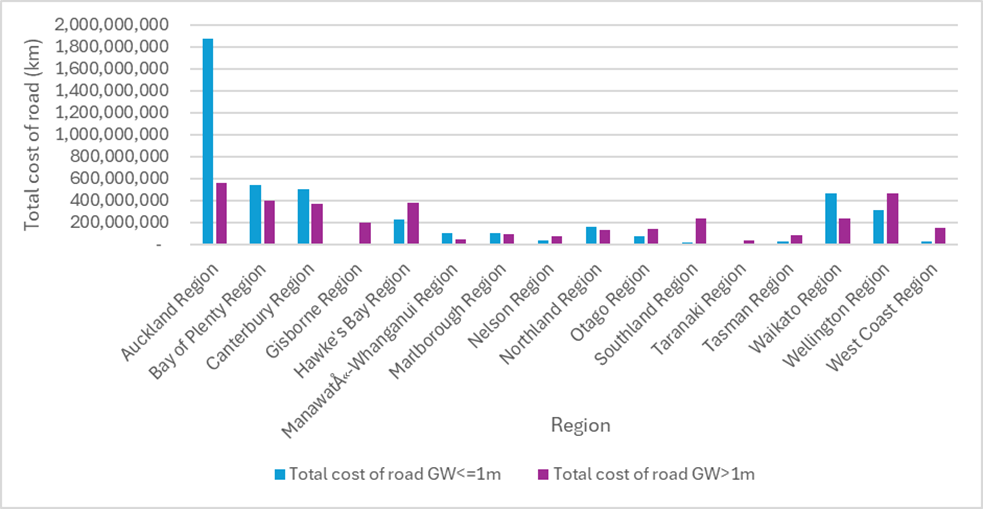 2,000,000,000
1,800,000,000
1,600,000,000
1,400,000,000
1,200,000,000
1,000,000,000
800,000,000
600,000,000
400,000,000
200,000,000
-
Total cost of road (km)
Auckland Region
Bay of Plenty Region
Canterbury Region
Gisborne Region
Hawke's Bay Region
ManawatÅ«-Whanganui Region
Marlborough Region
Nelson Region
Northland Region
Otago Region
Southland Region
Taranaki Region
Tasman Region
Waikato Region
Wellington Region
West Coast Region
Region
Total cost of road GW<=1m
Total cost of road GW>1m